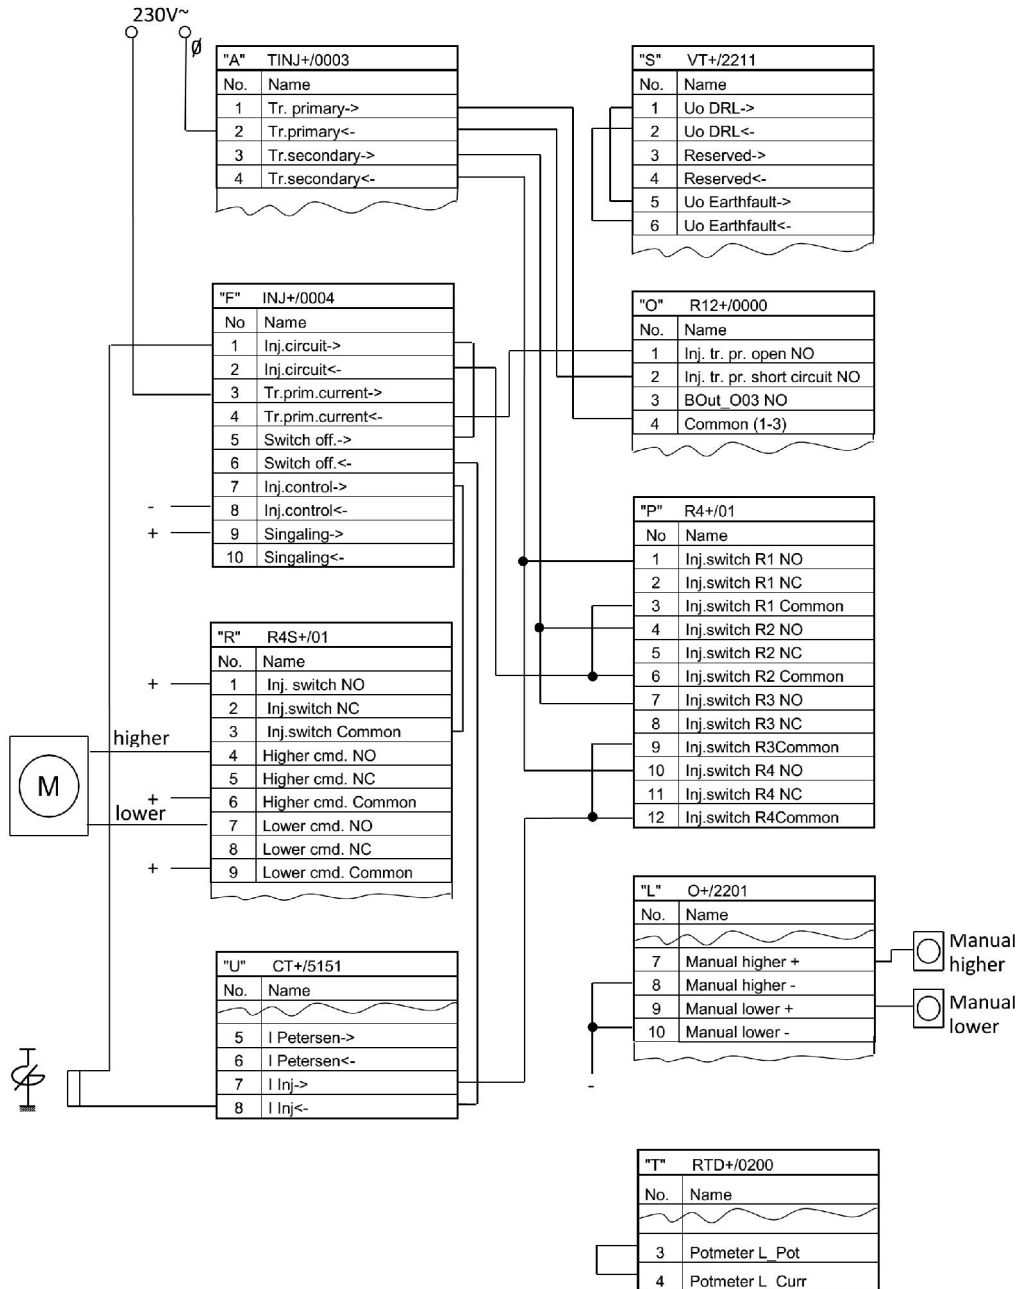 230V~
Ø
"A" TINJ+/0003
No. Name
1 Tr. primary->
2 Tr.primary<-
3 Tr.secondary->
4 Tr.secondary<-
"S" VT+/2211
No. Name
1 Uo DRL->
2 Uo DRL<-
3 Reserved->
4 Reserved<-
5 Uo Earthfault->
6 Uo Earthfault<-
"F" INJ+/0004
No Name
1 Inj.circuit->
2 Inj.circuit<-
3 Tr.prim.current->
4 Tr.prim.current<-
5 Switch off.->
6 Switch off.<-
7 Inj.control->
- 8 Inj.control<-
+ 9 Singaling->
10 Singaling<-
"O" R12+/0000
No. Name
1 Inj. tr. pr. open NO
2 Inj. tr. pr. short circuit NO
3 BOut_O03 NO
4 Common (1-3)
"P" R4+/01
No Name
1 Inj.switch R1 NO
2 Inj.switch R1 NC
3 Inj.switch R1 Common
4 Inj.switch R2 NO
5 Inj.switch R2 NC
6 Inj.switch R2 Common
7 Inj.switch R3 NO
8 Inj.switch R3 NC
9 Inj.switch R3Common
10 Inj.switch R4 NO
11 Inj.switch R4 NC
12 Inj.switch R4Common
"R" R4S+/01
No. Name
+ 1 Inj. switch NO
2 Inj.switch NC
3 Inj.switch Common
higher
4 Higher cmd. NO
5 Higher cmd. NC
+ 6 Higher cmd. Common
lower
7 Lower cmd. NO
8 Lower cmd. NC
+ 9 Lower cmd. Common
M
"L" O+/2201
No. Name
7 Manual higher +
8 Manual higher -
9 Manual lower +
10 Manual lower -
-
Manual
higher
Manual
lower
"U" CT+/5151
No. Name
5 I Petersen->
6 I Petersen<-
7 I Inj->
8 I Inj<-
"T" RTD+/0200
No. Name
3 Potmeter L_Pot
4 Potmeter L_Curr